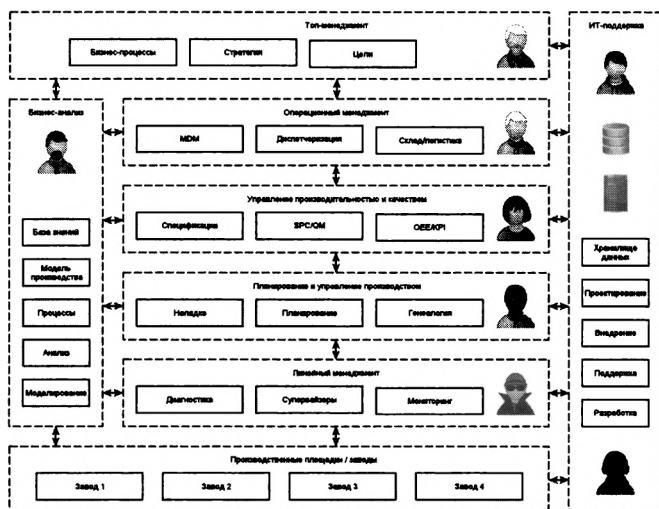 Топ-менеджмент
Бизнес-процессы
Стратегия
Цели
ИТ-поддержка
Бизнес-анализ
База знаний
Модель
производства
Процессы
Анализ
Моделирование
Операционный менеджмент
MDM
Диспетчеризация
Склад/логистика
Управление производительностью и качеством
Спецификации
SPC/QM
OEE/KPI
Планирование и управление производством
Наладка
Планирование
Генеалогия
Линейный менеджмент
Диагностика
Супервайзеры
Мониторинг
Производственные площадки / заводы
Завод 1
Завод 2
Завод 3
Завод 4
Хранилище
данных
Проектирование
Внедрение
Поддержка
Разработка